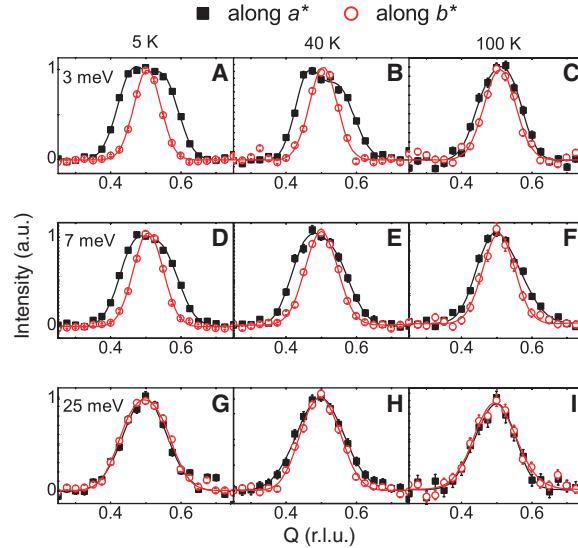 ■ along a* ○ along b*
5 K 40 K 100 K
3 meV A B C
1
0
0.4 0.6 0.4 0.6 0.4 0.6
7 meV D E F
1
0
0.4 0.6 0.4 0.6 0.4 0.6
25 meV G H I
1
0
0.4 0.6 0.4 0.6 0.4 0.6
Intensity (a.u.)
Q (r.l.u.)